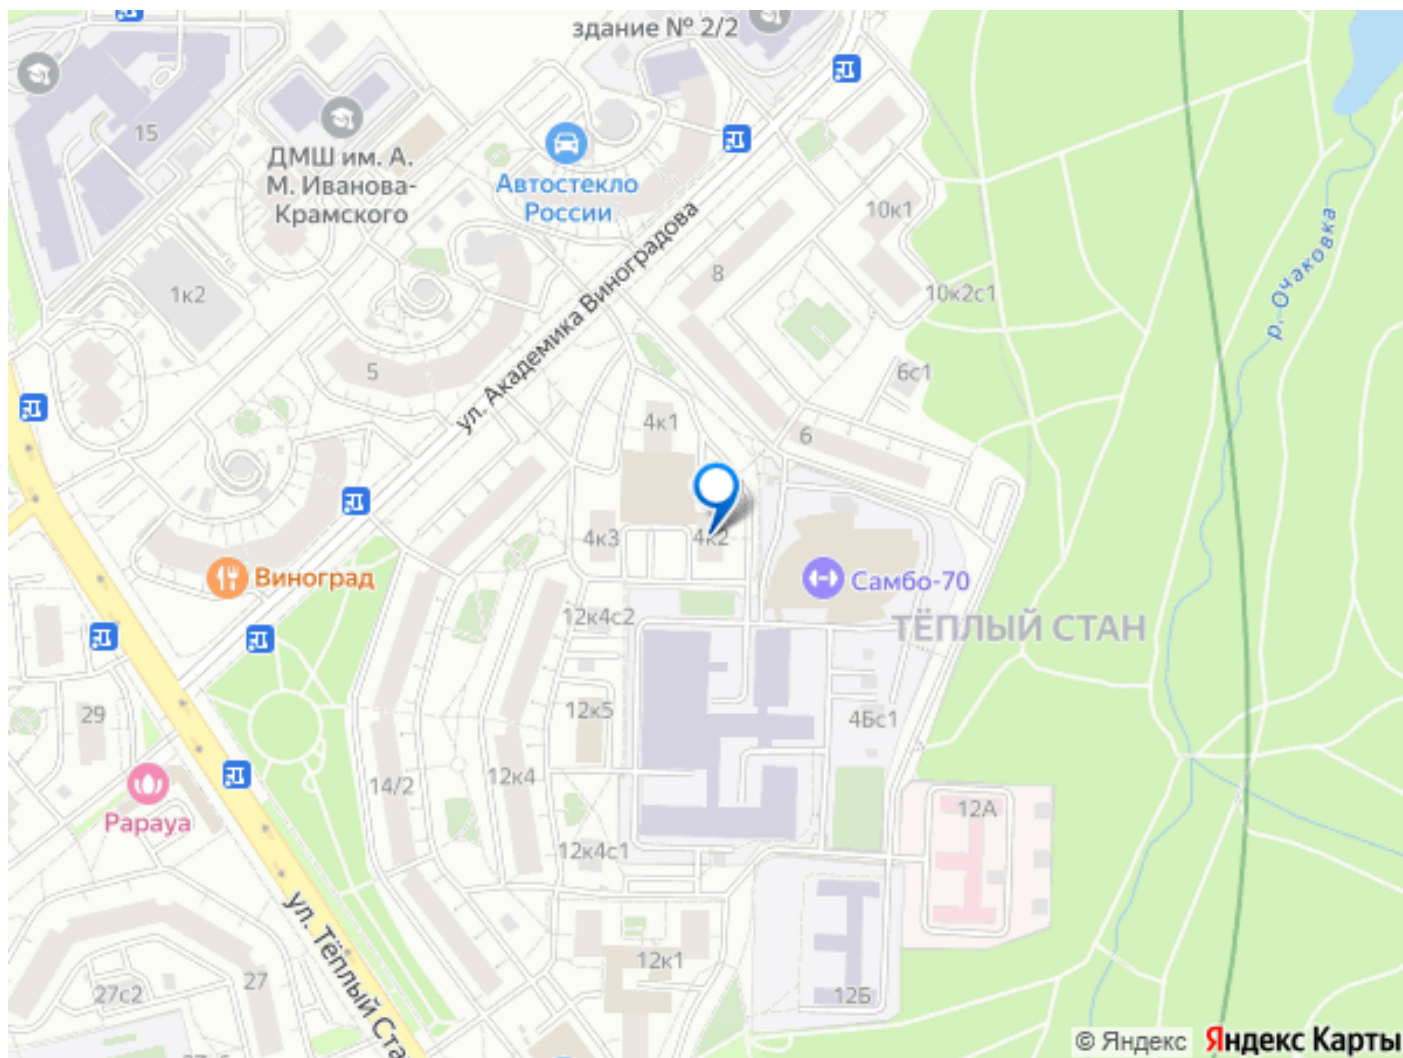 здание № 2/2
15
ДМШ им. А.
М. Иванова-
Крамского
Автостекло
России
10к1
р. Очаковка
1к2
8
10к2с1
ул. Академика Виноградова
5
6с1
4к1
6
4к3
4к2
Виноград
Самбо-70
12к4с2
ТЁПЛЫЙ СТАН
29
12к5
4Бс1
14/2
12к4
12А
Papaya
12к4с1
ул. Тёплый Ста
27
12к1
27с2
12Б
© Яндекс
Яндекс Карты